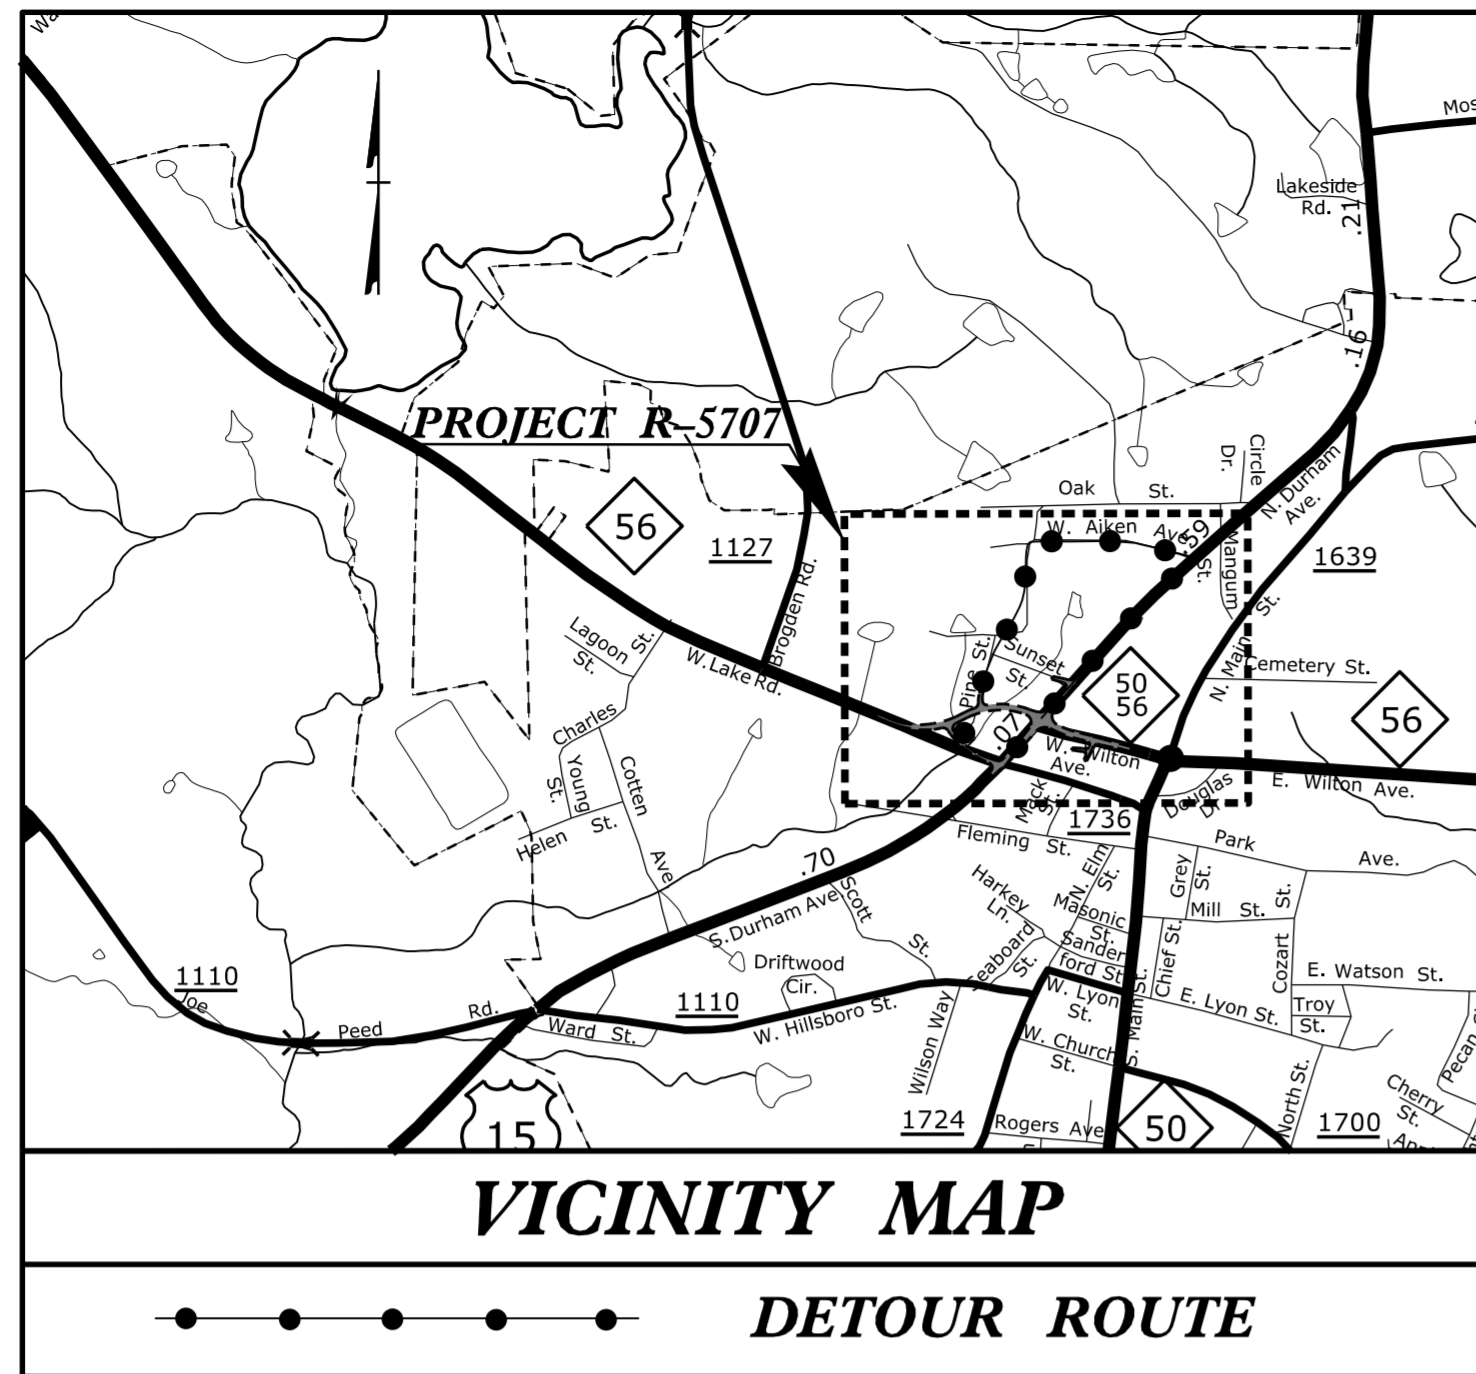 Wa
Mos
Lakeside
Rd.
.21
.16
PROJECT R-5707
Circle
Dr.
N. Durham
Ave.
Oak St.
W. Aiken Ave.
.59
56
1127
Mangum
St.
1639
Brogden Rd.
Lagoon
St.
St.
W. Lake Rd.
Pine St.
Sunset
St.
50
56
N. Main St.
Cemetery St.
56
Charles
.07
W. Wilton
Ave.
E. Wilton Ave.
Young
St.
Cotten
Ave
Mack
St.
Douglas
Dr.
1736
Helen St.
Fleming St.
Park Ave.
.70
Scott
St.
N. Elm
St.
Grey
St.
Harkey
Ln.
Masonic
St.
Mill St.
St.
Cozart
S. Durham Ave
Seaboard
St.
Sander
ford St.
Chief St.
Driftwood
Cir.
E. Watson St.
1110
Joe Peed Rd.
1110
W. Lyon
St.
E. Lyon St.
Troy
St.
Ward St.
W. Hillsboro St.
Wilson Way
S. Main St.
W. Church
St.
Pecan S
North St.
Cherry
St.
15
1724
Rogers Ave
50
1700
VICINITY MAP
DETOUR ROUTE